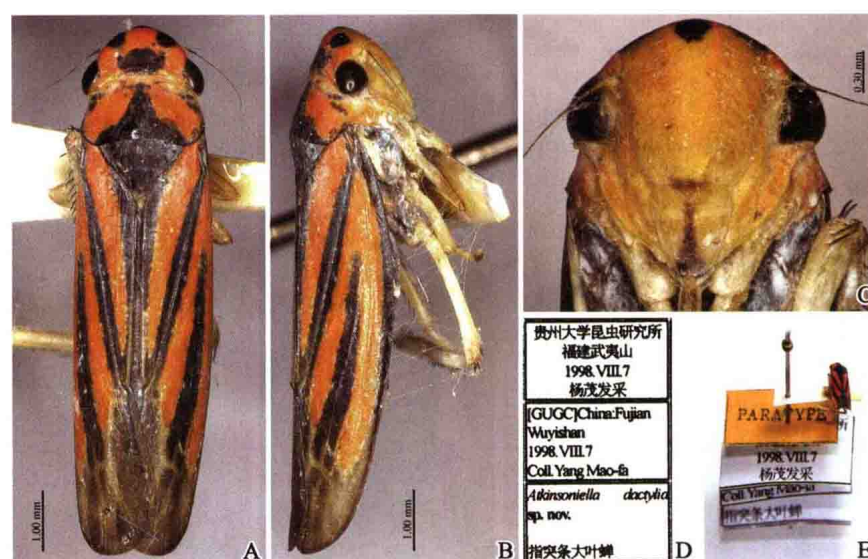 1.00 mm
A
1.00 mm
B
0.30 mm
C
贵州大学昆虫研究所
福建武夷山
1998.VIII.7
杨茂发采
[GUGC]China:Fujian
Wuyishan
1998.VIII.7
Coll.Yang Mao-fa
Atkinsoniella dactylia
sp. nov.
指突条大叶蝉
D
PARATYPE
所
1998.VIII.7
杨茂发采
Coll.Yang Mao-fa
指突条大叶蝉
E